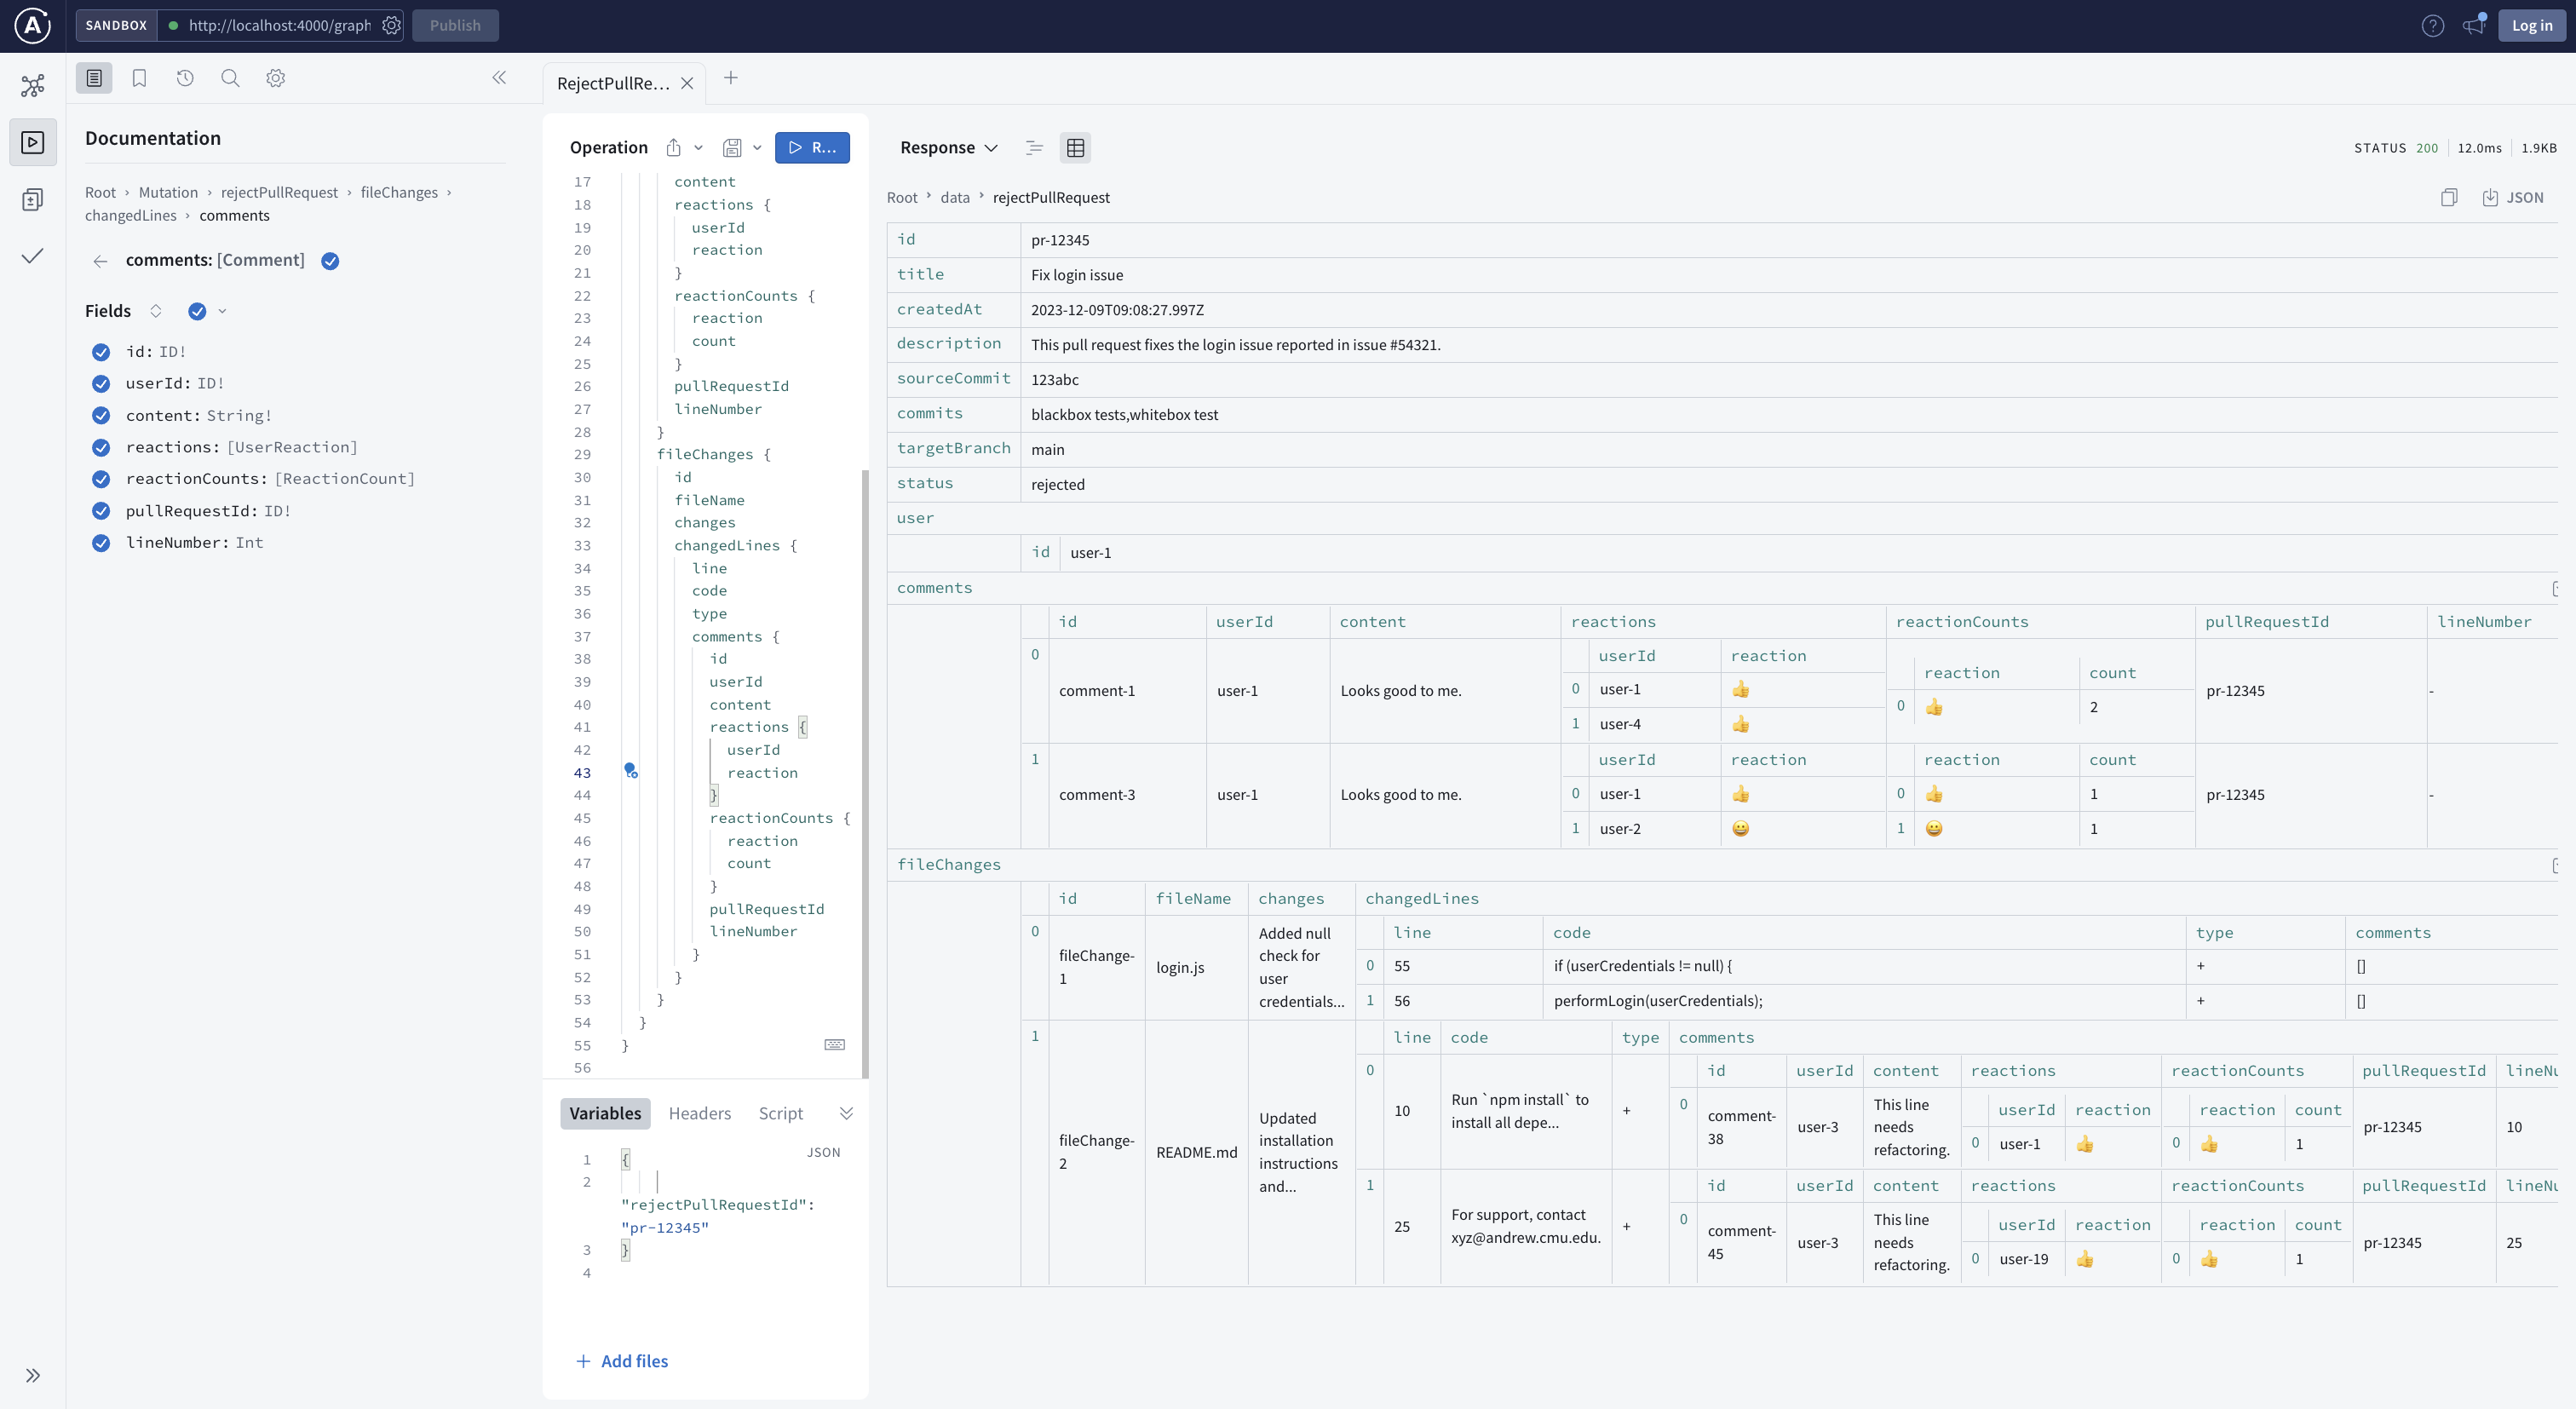 SANDBOX
http://localhost:4000/graph
Publish
Log in
Documentation
Root › Mutation › rejectPullRequest › fileChanges ›
changedLines › comments
comments: [Comment]
Fields
id: ID!
userId: ID!
content: String!
reactions: [UserReaction]
reactionCounts: [ReactionCount]
pullRequestId: ID!
lineNumber: Int
RejectPullRe...
Operation
R...
17 content
18 reactions {
19 userId
20 reaction
21 }
22 reactionCounts {
23 reaction
24 count
25 }
26 pullRequestId
27 lineNumber
28 }
29 fileChanges {
30 id
31 fileName
32 changes
33 changedLines {
34 line
35 code
36 type
37 comments {
38 id
39 userId
40 content
41 reactions {
42 userId
43 reaction
44 }
45 reactionCounts {
46 reaction
47 count
48 }
49 pullRequestId
50 lineNumber
51 }
52 }
53 }
54 }
55 }
56
Variables Headers Script
JSON
1 {
2
"rejectPullRequestId":
"pr-12345"
3 }
4
+ Add files
Response
STATUS 200 12.0ms 1.9KB
Root › data › rejectPullRequest
JSON
id pr-12345
title Fix login issue
createdAt 2023-12-09T09:08:27.997Z
description This pull request fixes the login issue reported in issue #54321.
sourceCommit 123abc
commits blackbox tests,whitebox test
targetBranch main
status rejected
user
id user-1
comments
id userId content reactions reactionCounts pullRequestId lineNumber
0 comment-1 user-1 Looks good to me.
userId reaction
0 user-1 👍
1 user-4 👍
reaction count
0 👍 2
pr-12345 -
1 comment-3 user-1 Looks good to me.
userId reaction
0 user-1 👍
1 user-2 😀
reaction count
0 👍 1
1 😀 1
pr-12345 -
fileChanges
id fileName changes changedLines
0
fileChange-
1
login.js
Added null
check for
user
credentials...
line code type comments
0 55 if (userCredentials != null) { + []
1 56 performLogin(userCredentials); + []
1
fileChange-
2
README.md
Updated
installation
instructions
and...
line code type comments
0 10
Run `npm install` to
install all depe...
+
id userId content reactions reactionCounts pullRequestId lineNu
0
comment-
38
user-3
This line
needs
refactoring.
userId reaction
0 user-1 👍
reaction count
0 👍 1
pr-12345 10
1 25
For support, contact
xyz@andrew.cmu.edu.
+
id userId content reactions reactionCounts pullRequestId lineNu
0
comment-
45
user-3
This line
needs
refactoring.
userId reaction
0 user-19 👍
reaction count
0 👍 1
pr-12345 25